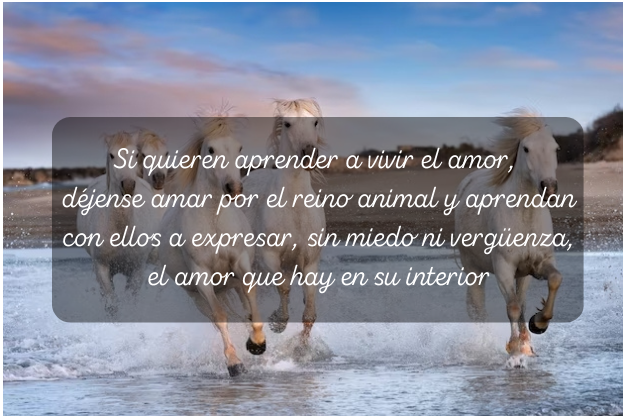 Si quieren aprender a vivir el amor,
déjense amar por el reino animal y aprendan
con ellos a expresar, sin miedo ni vergüenza,
el amor que hay en su interior